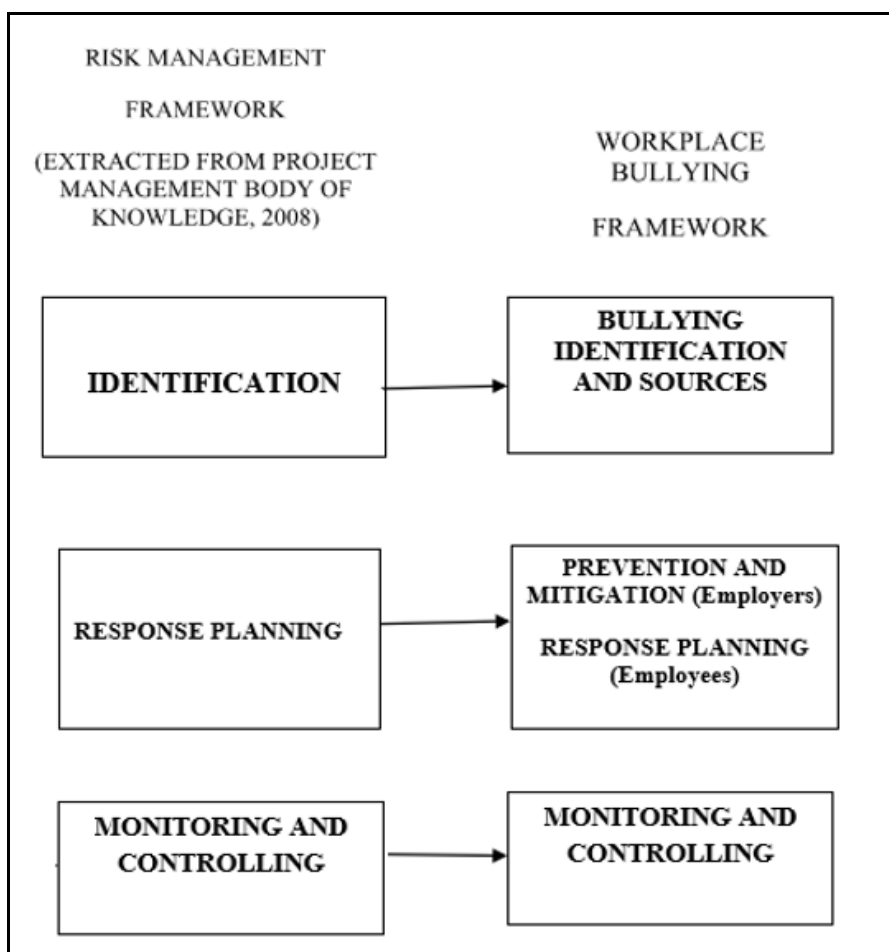 RISK MANAGEMENT
FRAMEWORK
(EXTRACTED FROM PROJECT
MANAGEMENT BODY OF
KNOWLEDGE, 2008)
WORKPLACE
BULLYING
FRAMEWORK
IDENTIFICATION
BULLYING
IDENTIFICATION
AND SOURCES
RESPONSE PLANNING
PREVENTION AND
MITIGATION (Employers)
RESPONSE PLANNING
(Employees)
MONITORING AND
CONTROLLING
MONITORING AND
CONTROLLING